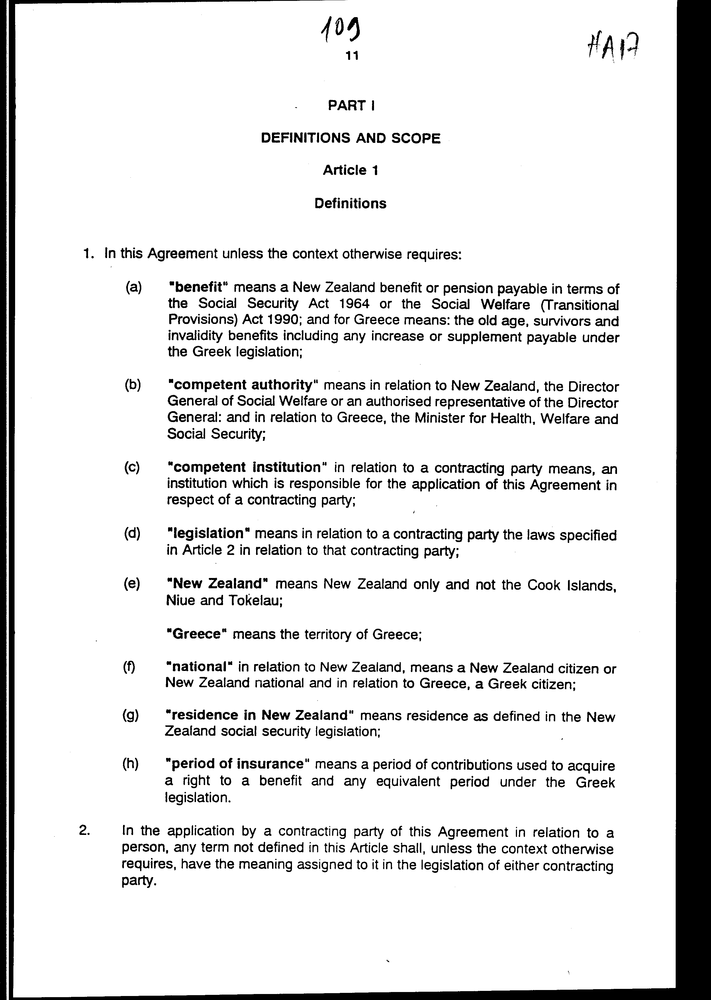 109
11
HA17
PART I
DEFINITIONS AND SCOPE
Article 1
Definitions
1. In this Agreement unless the context otherwise requires:
(a) "benefit" means a New Zealand benefit or pension payable in terms of
the Social Security Act 1964 or the Social Welfare (Transitional
Provisions) Act 1990; and for Greece means: the old age, survivors and
invalidity benefits including any increase or supplement payable under
the Greek legislation;
(b) "competent authority" means in relation to New Zealand, the Director
General of Social Welfare or an authorised representative of the Director
General: and in relation to Greece, the Minister for Health, Welfare and
Social Security;
(c) "competent institution" in relation to a contracting party means, an
institution which is responsible for the application of this Agreement in
respect of a contracting party;
(d) "legislation" means in relation to a contracting party the laws specified
in Article 2 in relation to that contracting party;
(e) "New Zealand" means New Zealand only and not the Cook Islands,
Niue and Tokelau;
"Greece" means the territory of Greece;
(f) "national" in relation to New Zealand, means a New Zealand citizen or
New Zealand national and in relation to Greece, a Greek citizen;
(g) "residence in New Zealand" means residence as defined in the New
Zealand social security legislation;
(h) "period of insurance" means a period of contributions used to acquire
a right to a benefit and any equivalent period under the Greek
legislation.
2. In the application by a contracting party of this Agreement in relation to a
person, any term not defined in this Article shall, unless the context otherwise
requires, have the meaning assigned to it in the legislation of either contracting
party.